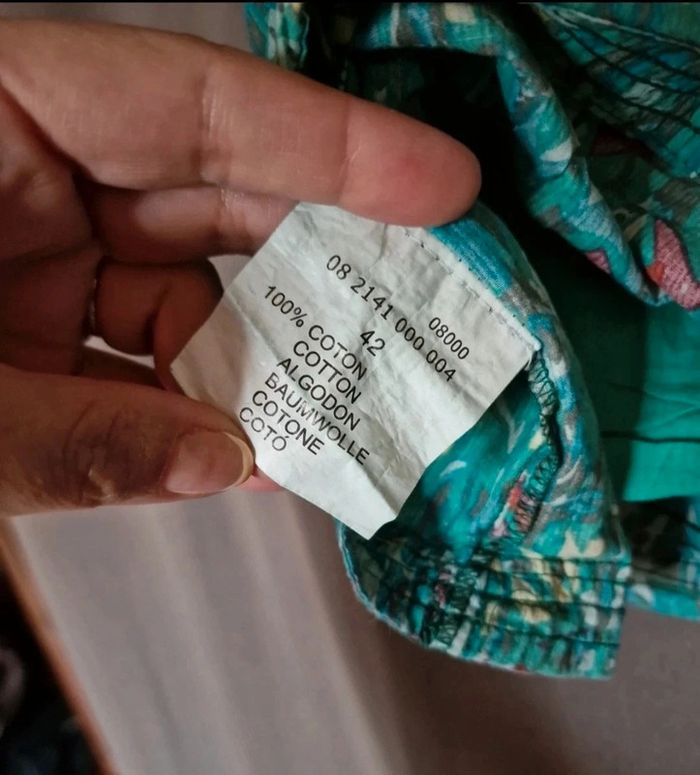 08000
08 2141 000 004
42
100% COTON
COTTON
ALGODON
BAUMWOLLE
COTONE
COTÓ